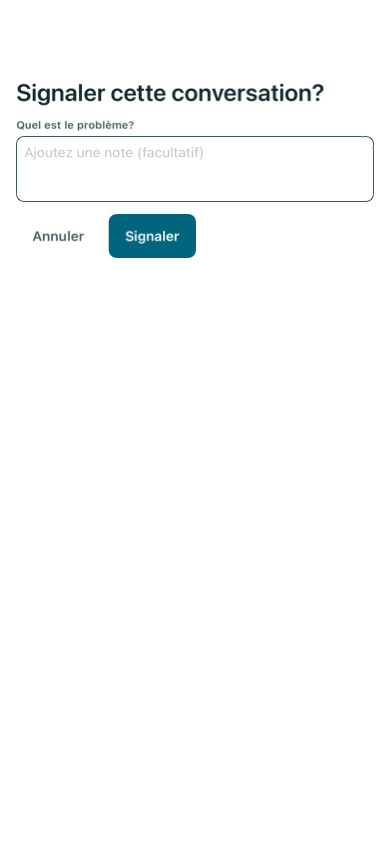 Signaler cette conversation?
Quel est le problème?
Ajoutez une note (facultatif)
Annuler
Signaler